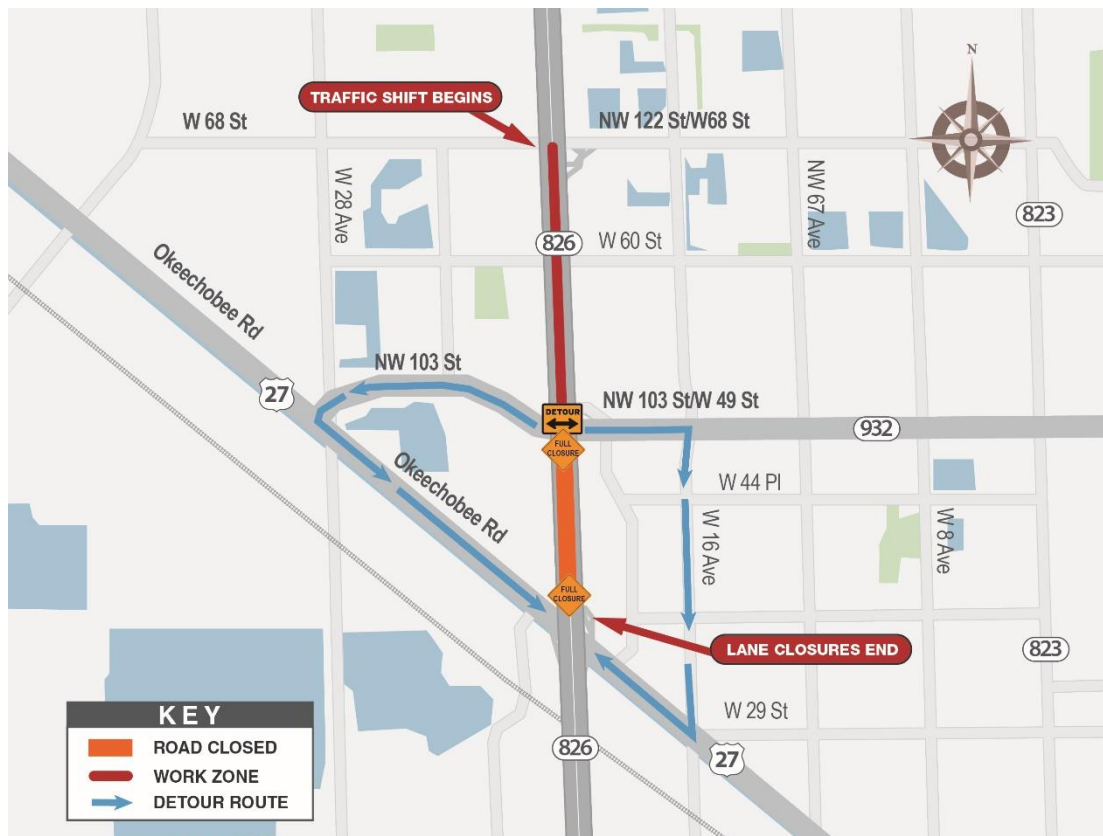 N
TRAFFIC SHIFT BEGINS
W 68 St
NW 122 St/W68 St
W 28 Ave
NW 67 Ave
823
826
W 60 St
Okeechobee Rd
NW 103 St
27
NW 103 St/W 49 St
DETOUR
932
FULL
CLOSURE
Okeechobee Rd
W 44 Pl
W 16 Ave
W 8 Ave
FULL
CLOSURE
LANE CLOSURES END
823
W 29 St
826
27
KEY
ROAD CLOSED
WORK ZONE
DETOUR ROUTE